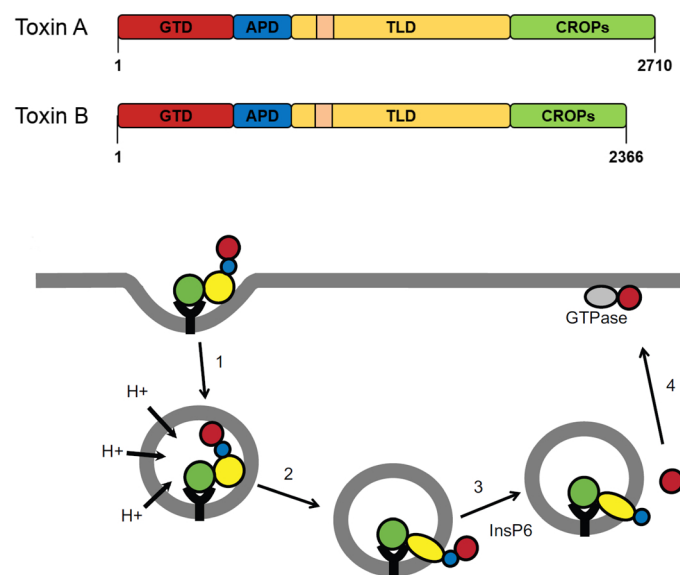 Toxin A
GTD APD TLD CROPs
1 2710
Toxin B
GTD APD TLD CROPs
1 2366
GTPase
1
H+
H+
H+
2
3
InsP6
4